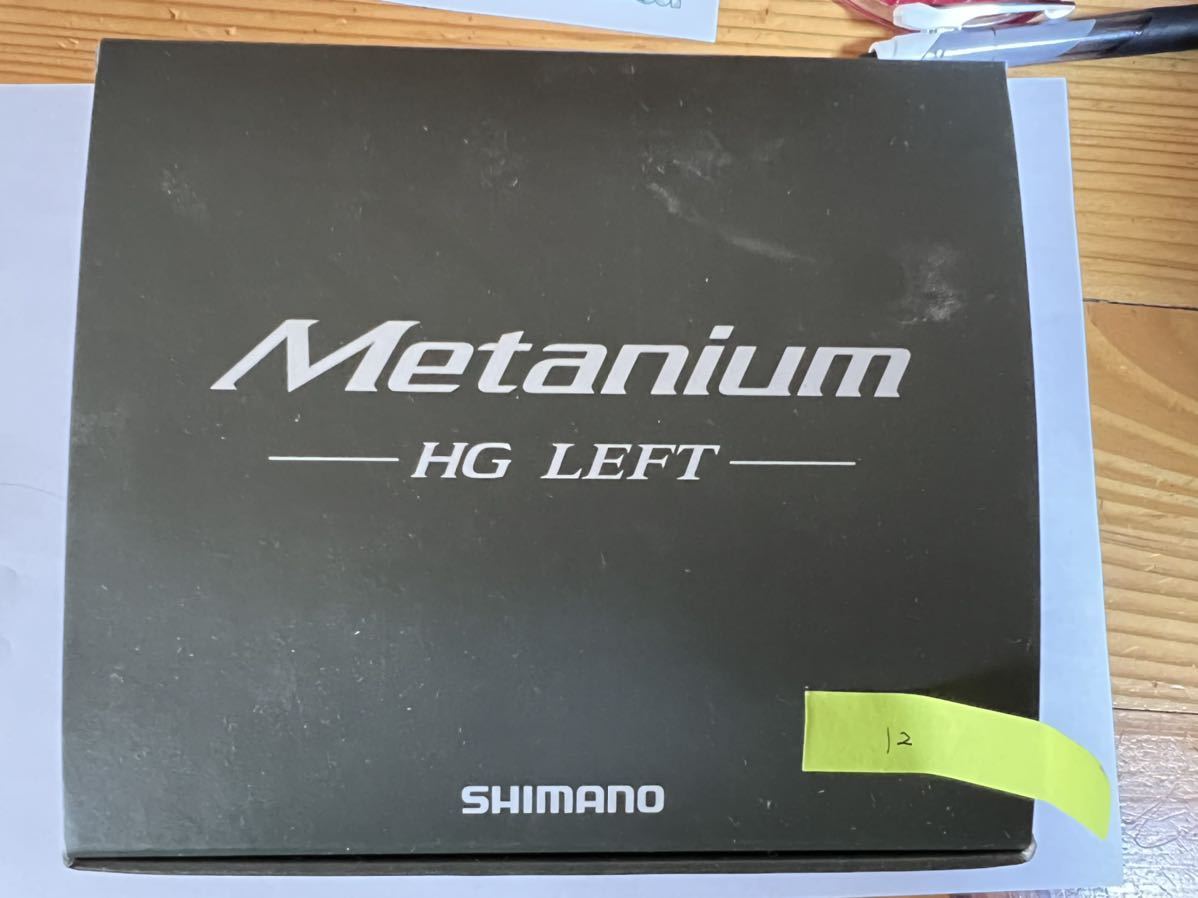 Metanium
HG LEFT
12
SHIMANO